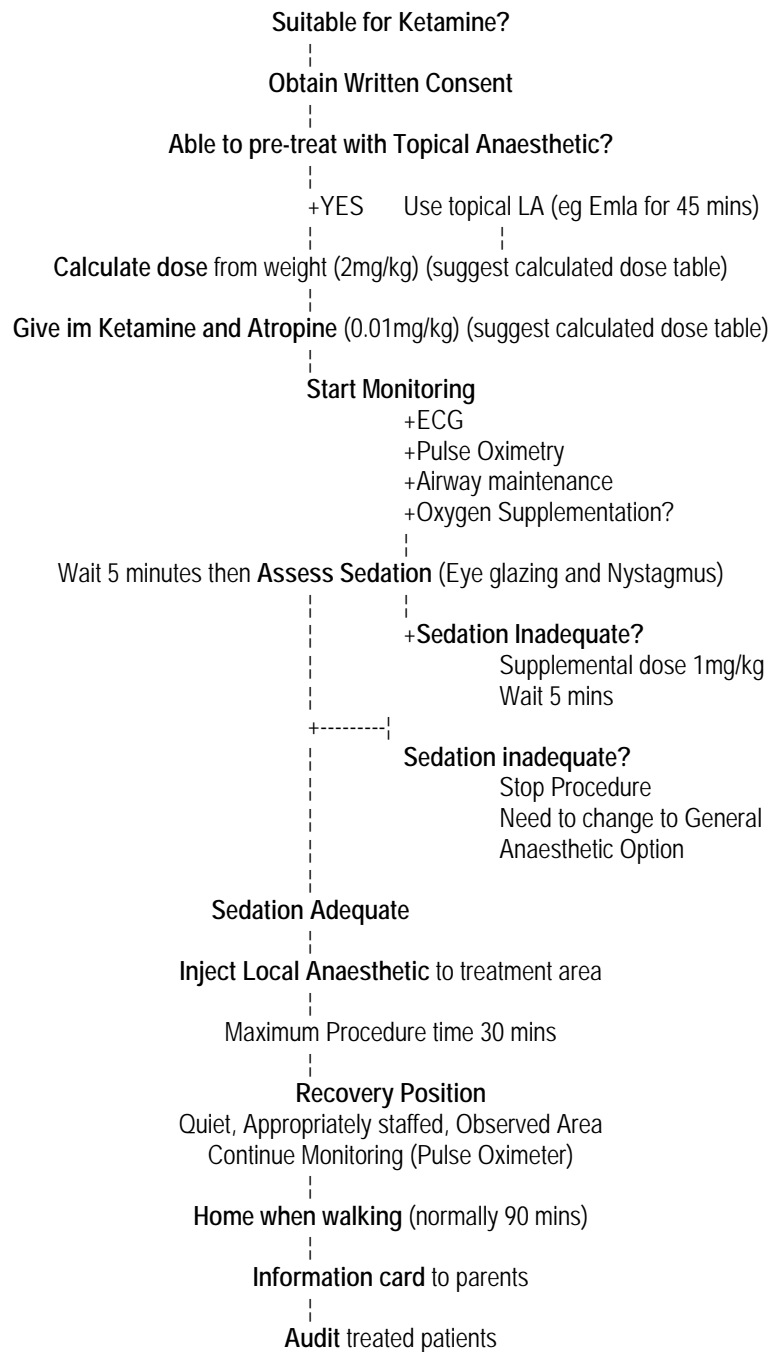 Suitable for Ketamine?
Obtain Written Consent
Able to pre-treat with Topical Anaesthetic?
+YES Use topical LA (eg Emla for 45 mins)
Calculate dose from weight (2mg/kg) (suggest calculated dose table)
Give im Ketamine and Atropine (0.01mg/kg) (suggest calculated dose table)
Start Monitoring
+ECG
+Pulse Oximetry
+Airway maintenance
+Oxygen Supplementation?
Wait 5 minutes then Assess Sedation (Eye glazing and Nystagmus)
+Sedation Inadequate?
Supplemental dose 1mg/kg
Wait 5 mins
Sedation inadequate?
Stop Procedure
Need to change to General
Anaesthetic Option
Sedation Adequate
Inject Local Anaesthetic to treatment area
Maximum Procedure time 30 mins
Recovery Position
Quiet, Appropriately staffed, Observed Area
Continue Monitoring (Pulse Oximeter)
Home when walking (normally 90 mins)
Information card to parents
Audit treated patients